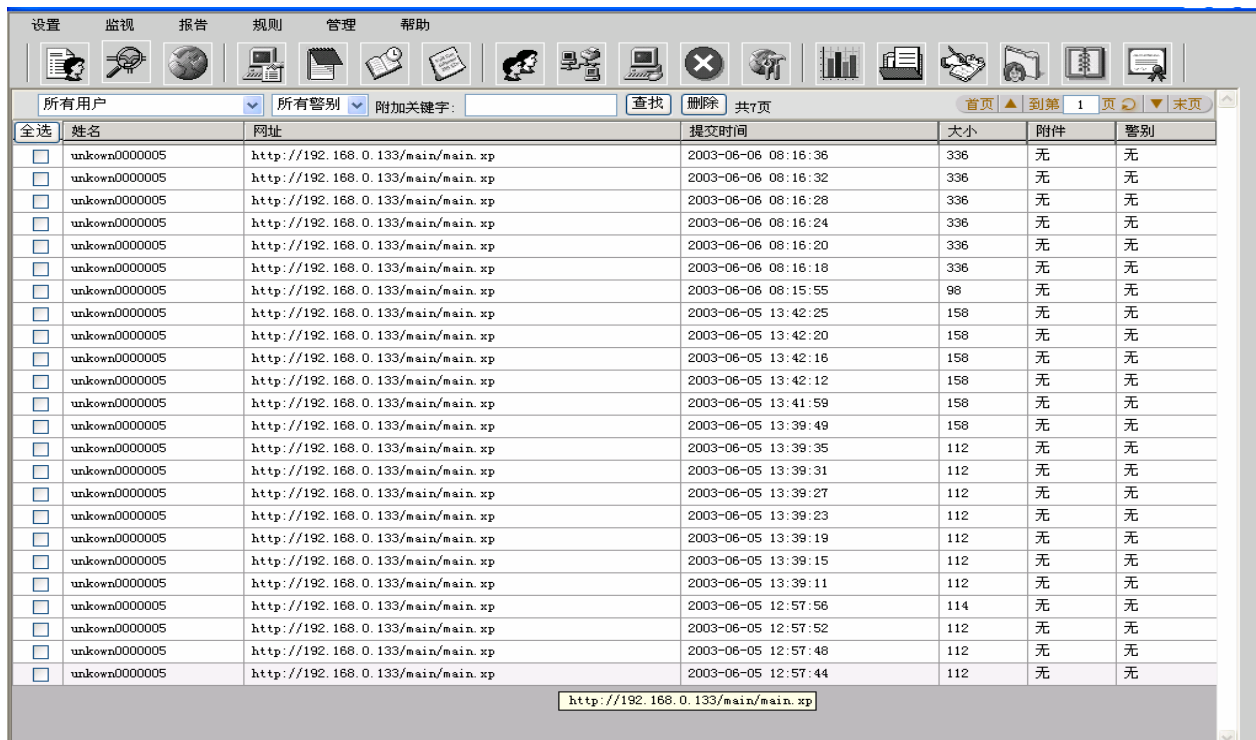 设置 监视 报告 规则 管理 帮助
所有用户 所有警别 附加关键字: 查找 删除 共7页 首页 到第 1 页 末页
全选 姓名 网址 提交时间 大小 附件 警别
unkown0000005 http://192.168.0.133/main/main.xp 2003-06-06 08:16:36 336 无 无
unkown0000005 http://192.168.0.133/main/main.xp 2003-06-06 08:16:32 336 无 无
unkown0000005 http://192.168.0.133/main/main.xp 2003-06-06 08:16:28 336 无 无
unkown0000005 http://192.168.0.133/main/main.xp 2003-06-06 08:16:24 336 无 无
unkown0000005 http://192.168.0.133/main/main.xp 2003-06-06 08:16:20 336 无 无
unkown0000005 http://192.168.0.133/main/main.xp 2003-06-06 08:16:18 336 无 无
unkown0000005 http://192.168.0.133/main/main.xp 2003-06-06 08:15:55 98 无 无
unkown0000005 http://192.168.0.133/main/main.xp 2003-06-05 13:42:25 158 无 无
unkown0000005 http://192.168.0.133/main/main.xp 2003-06-05 13:42:20 158 无 无
unkown0000005 http://192.168.0.133/main/main.xp 2003-06-05 13:42:16 158 无 无
unkown0000005 http://192.168.0.133/main/main.xp 2003-06-05 13:42:12 158 无 无
unkown0000005 http://192.168.0.133/main/main.xp 2003-06-05 13:41:59 158 无 无
unkown0000005 http://192.168.0.133/main/main.xp 2003-06-05 13:39:49 158 无 无
unkown0000005 http://192.168.0.133/main/main.xp 2003-06-05 13:39:35 112 无 无
unkown0000005 http://192.168.0.133/main/main.xp 2003-06-05 13:39:31 112 无 无
unkown0000005 http://192.168.0.133/main/main.xp 2003-06-05 13:39:27 112 无 无
unkown0000005 http://192.168.0.133/main/main.xp 2003-06-05 13:39:23 112 无 无
unkown0000005 http://192.168.0.133/main/main.xp 2003-06-05 13:39:19 112 无 无
unkown0000005 http://192.168.0.133/main/main.xp 2003-06-05 13:39:15 112 无 无
unkown0000005 http://192.168.0.133/main/main.xp 2003-06-05 13:39:11 112 无 无
unkown0000005 http://192.168.0.133/main/main.xp 2003-06-05 12:57:56 114 无 无
unkown0000005 http://192.168.0.133/main/main.xp 2003-06-05 12:57:52 112 无 无
unkown0000005 http://192.168.0.133/main/main.xp 2003-06-05 12:57:48 112 无 无
unkown0000005 http://192.168.0.133/main/main.xp 2003-06-05 12:57:44 112 无 无
http://192.168.0.133/main/main.xp